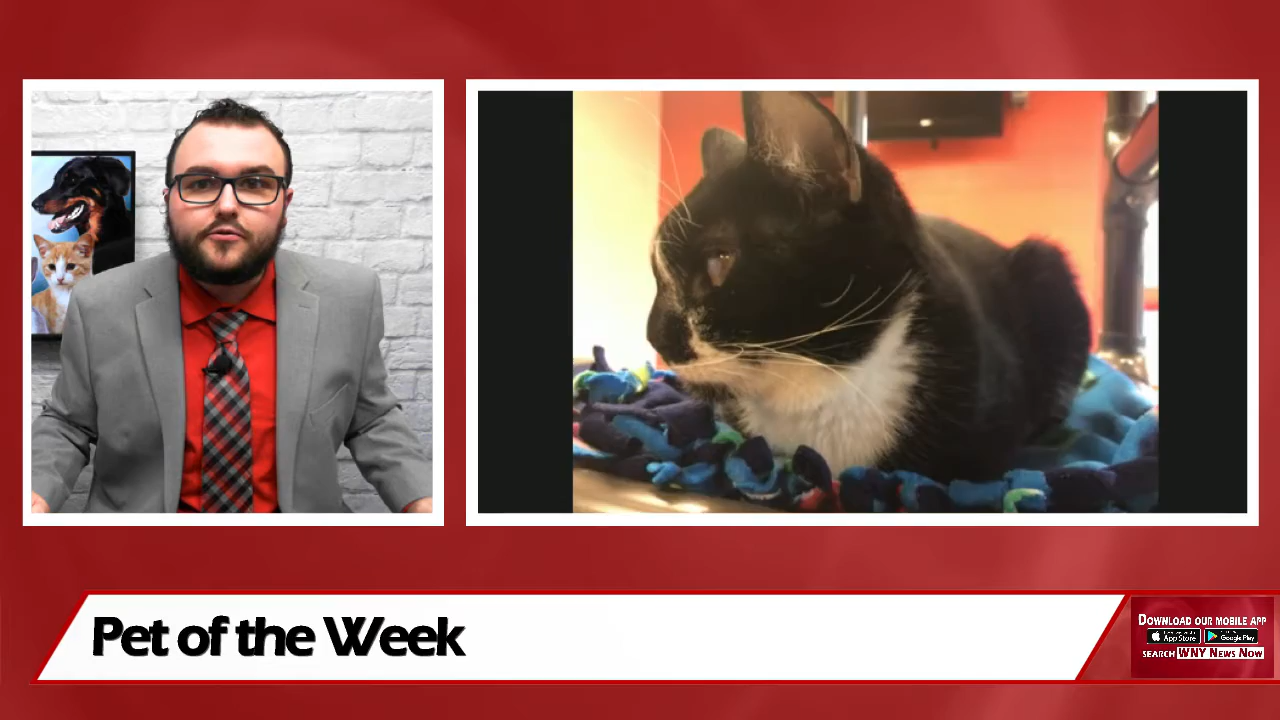 Pet of the Week
DOWNLOAD OUR MOBILE APP
App Store
Google Play
SEARCH WNY NEWS NOW